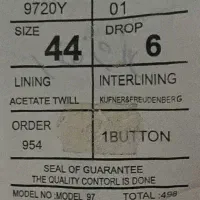 9720Y 01
SIZE DROP
44 6
LINING INTERLINING
ACETATE TWILL KUFNER&FREUDENBERG
ORDER
954 1BUTTON
SEAL OF GUARANTEE
THE QUALITY CONTORL IS DONE
MODEL NO :MODEL 97 TOTAL :498